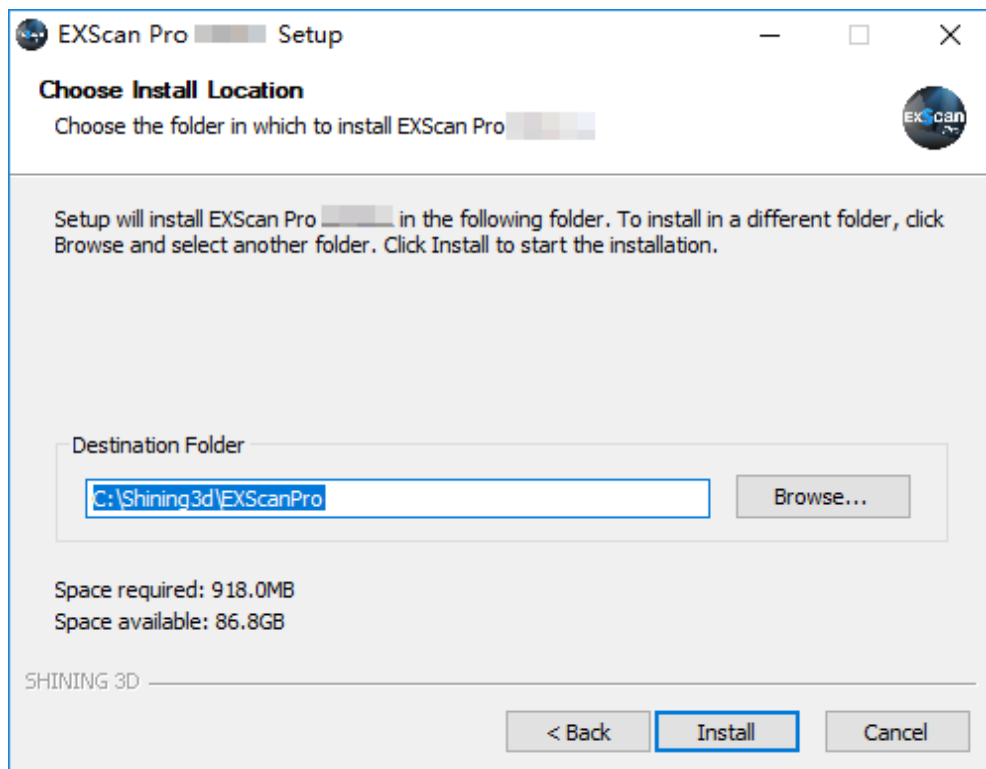 EXScan Pro Setup
Choose Install Location
Choose the folder in which to install EXScan Pro
EXScan
Pro
Setup will install EXScan Pro in the following folder. To install in a different folder, click
Browse and select another folder. Click Install to start the installation.
Destination Folder
C:\Shining3d\EXScanPro
Browse...
Space required: 918.0MB
Space available: 86.8GB
SHINING 3D
< Back
Install
Cancel